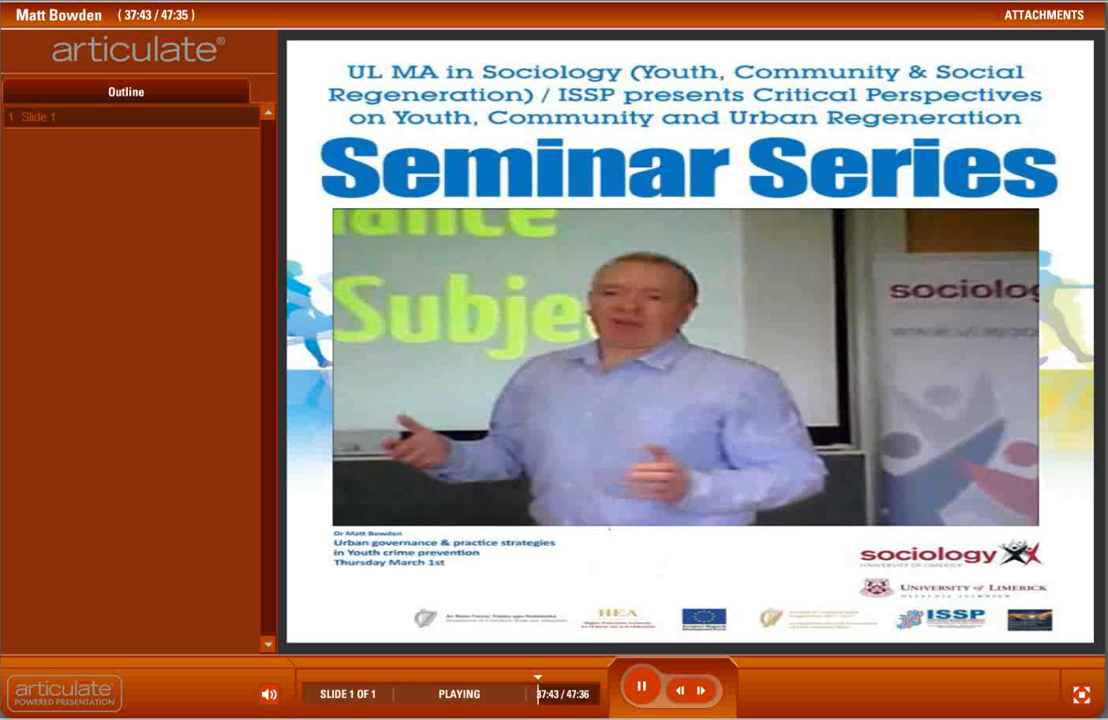 Matt Bowden ( 37:43 / 47:35 )
ATTACHMENTS
articulate®
Outline
1 Slide 1
UL MA in Sociology (Youth, Community & Social
Regeneration) / ISSP presents Critical Perspectives
on Youth, Community and Urban Regeneration
Seminar Series
Subje
sociolog
Dr Matt Bowden
Urban governance & practice strategies
in Youth crime prevention
Thursday March 1st
sociology
UNIVERSITY OF LIMERICK
UNIVERSITY of LIMERICK
HEA
ISSP
articulate
POWERED PRESENTATION
SLIDE 1 OF 1
PLAYING
37:43 / 47:36